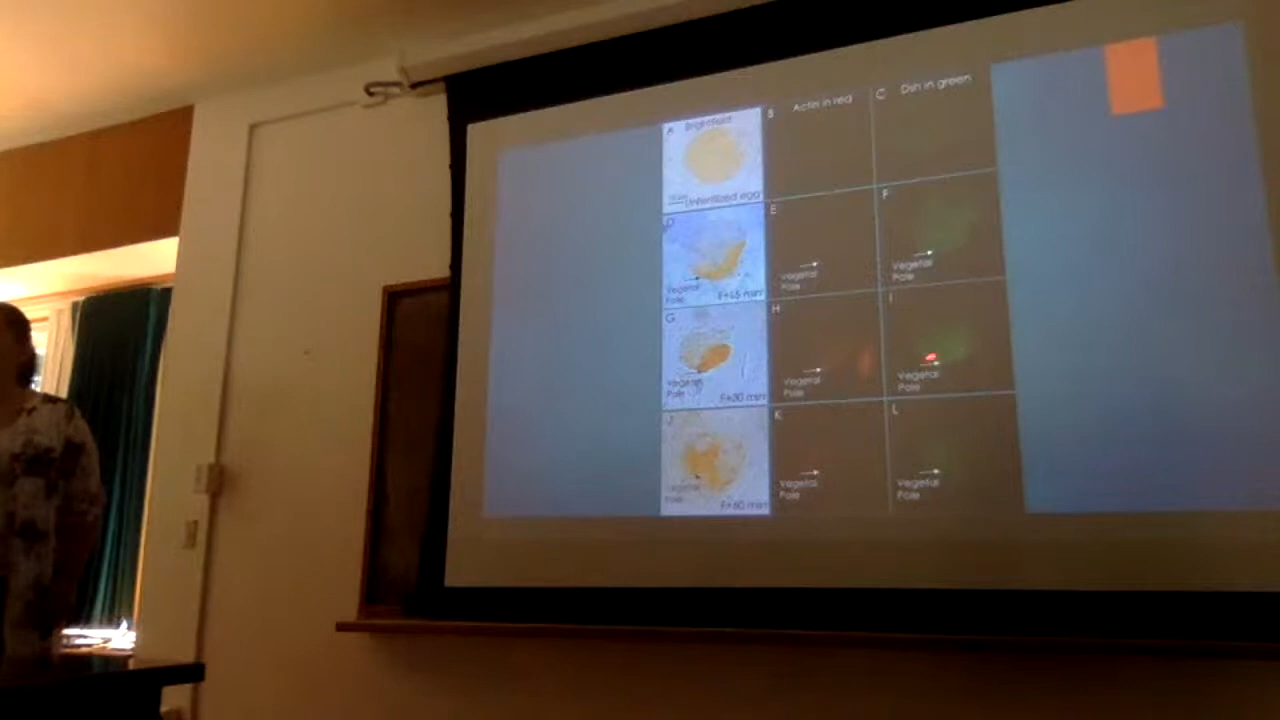 A Brightfield
B Actin in red
C Dsh in green
Unfertilized egg
D
Vegetal
Pole
F+15 min
E
Vegetal
Pole
F
Vegetal
Pole
G
Vegetal
Pole
F+30 min
H
Vegetal
Pole
I
Vegetal
Pole
J
Vegetal
Pole
F+60 min
K
Vegetal
Pole
L
Vegetal
Pole